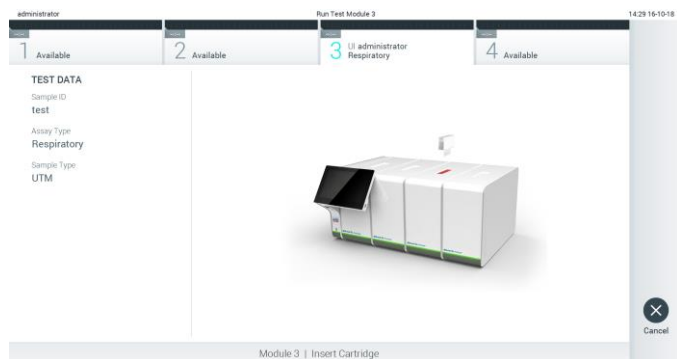 administrator
Run Test Module 3
14:29 16-10-18
1 Available
2 Available
3 UI administrator
Respiratory
4 Available
TEST DATA
Sample ID
test
Assay Type
Respiratory
Sample Type
UTM
Cancel
Module 3 | Insert Cartridge